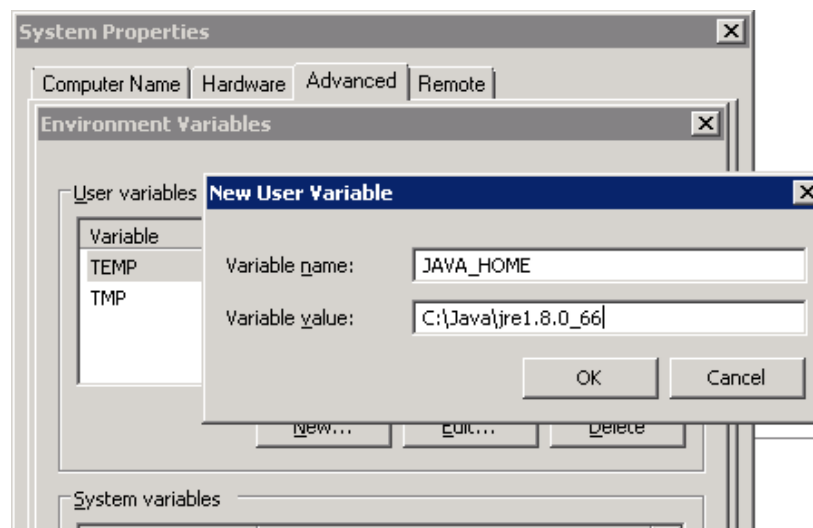 System Properties
Computer Name Hardware Advanced Remote
Environment Variables
User variables
New User Variable
Variable
TEMP
TMP
Variable name: JAVA_HOME
Variable value: C:\Java\jre1.8.0_66
OK Cancel
New... Edit... Delete
System variables